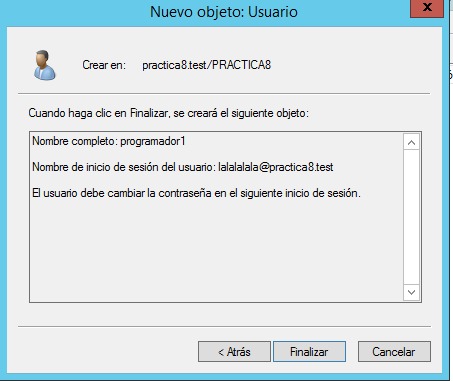 Nuevo objeto: Usuario
x
Crear en: practica8.test/PRACTICA8
Cuando haga clic en Finalizar, se creará el siguiente objeto:
Nombre completo: programador1
Nombre de inicio de sesión del usuario: lalalalala@practica8.test
El usuario debe cambiar la contraseña en el siguiente inicio de sesión.
< Atrás Finalizar Cancelar